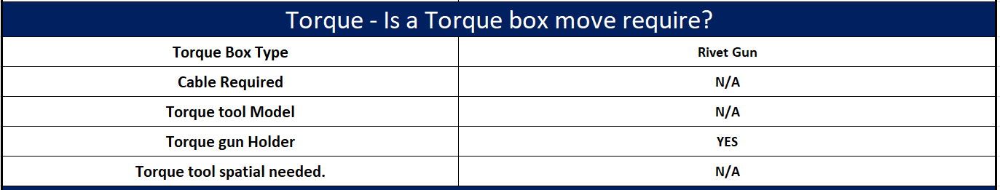 Torque - Is a Torque box move require?
Torque Box Type Rivet Gun
Cable Required N/A
Torque tool Model N/A
Torque gun Holder YES
Torque tool spatial needed. N/A